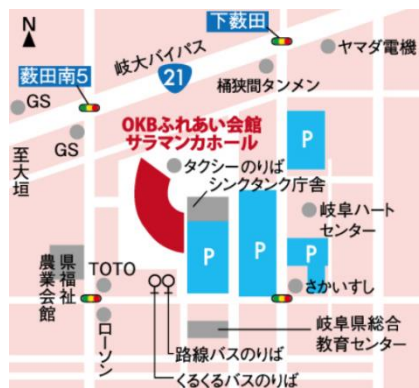 N
下薮田
ヤマダ電機
岐大バイパス
21
桶狭間タンメン
薮田南5
GS
GS
至大垣
OKBふれあい会館
サラマンカホール
タクシーのりば
シンクタンク庁舎
P
P
P
P
岐阜ハート
センター
県福祉
農業会館
TOTO
さかいすし
ローソン
岐阜県総合
教育センター
路線バスのりば
くるくるバスのりば